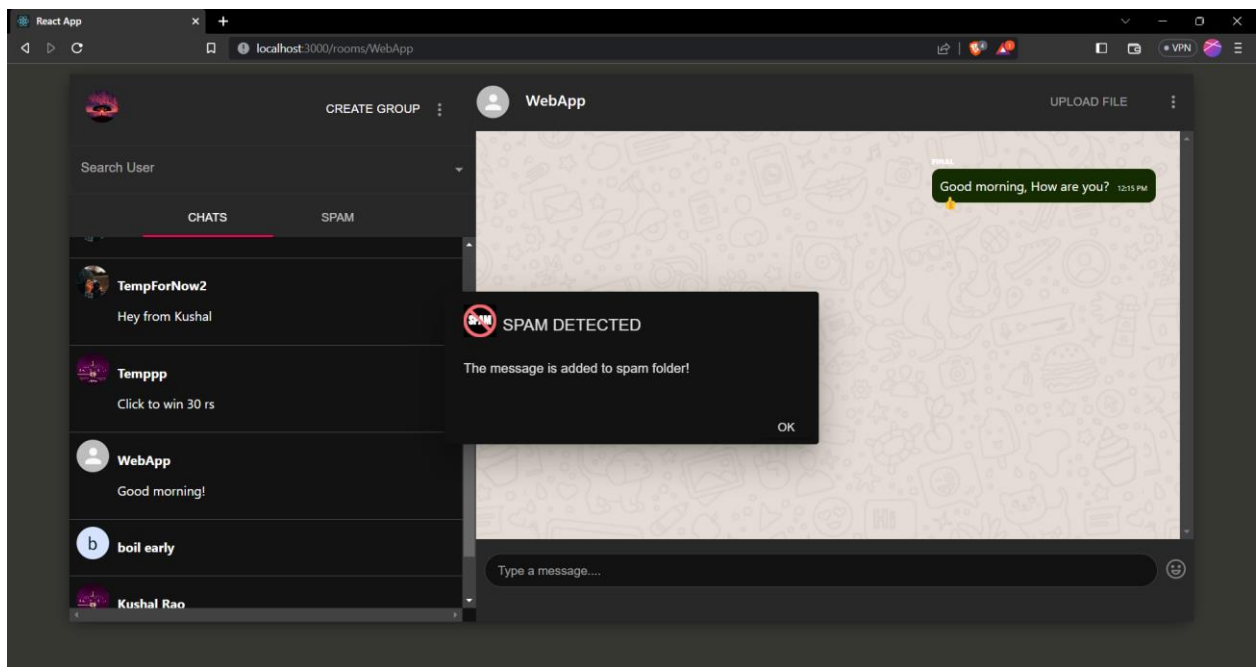 React App
localhost:3000/rooms/WebApp
VPN
CREATE GROUP
WebApp
UPLOAD FILE
Search User
CHATS SPAM
FINAL
Good morning, How are you? 12:15 PM
TempForNow2
Hey from Kushal
Temppp
Click to win 30 rs
WebApp
Good morning!
b boil early
Kushal Rao
SPAM SPAM DETECTED
The message is added to spam folder!
OK
Type a message....